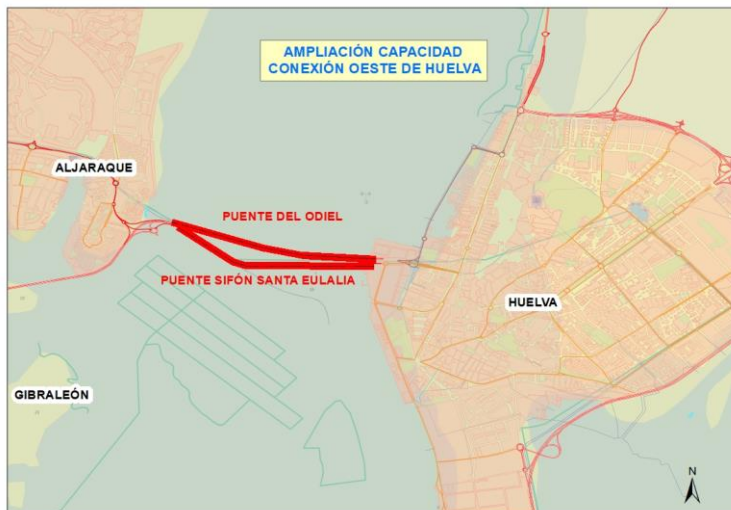 AMPLIACIÓN CAPACIDAD
CONEXIÓN OESTE DE HUELVA
ALJARAQUE
PUENTE DEL ODIEL
PUENTE SIFÓN SANTA EULALIA
HUELVA
GIBRALEÓN
N